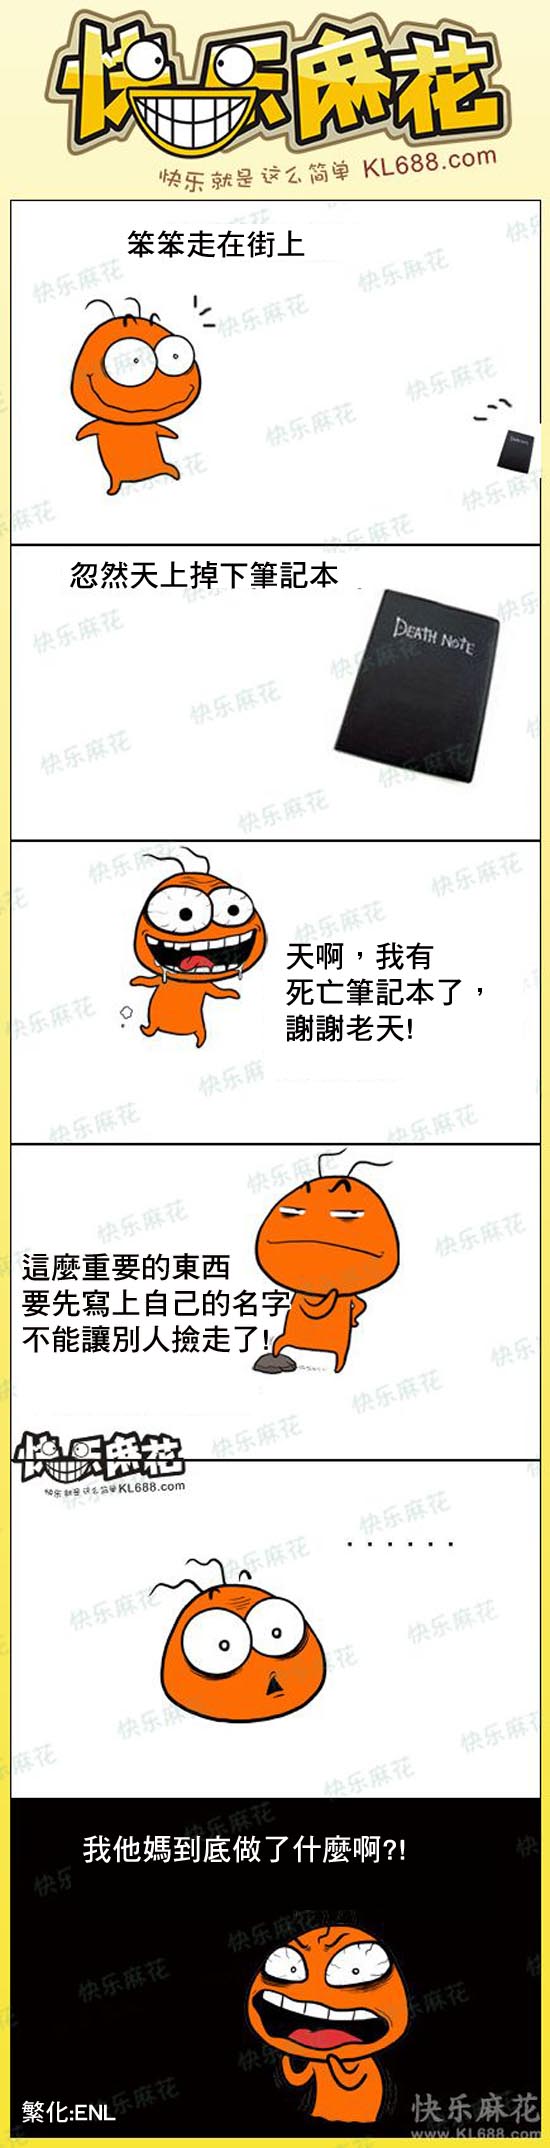 快乐麻花
快乐就是这么简单 KL688.com
笨笨走在街上
忽然天上掉下筆記本
DEATH NOTE
天啊，我有
死亡筆記本了，
謝謝老天!
這麼重要的東西
要先寫上自己的名字
不能讓別人撿走了!
快乐麻花
快乐就是这么简单KL688.com
......
我他媽到底做了什麼啊?!
繁化:ENL
快乐麻花
www.KL688.com